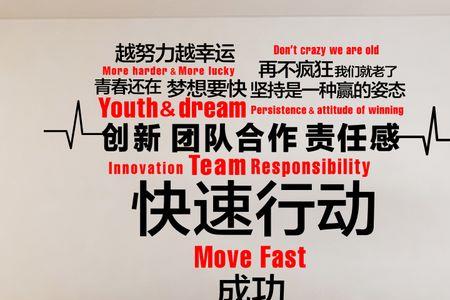 越努力越幸运 Don't crazy we are old
More harder & More lucky 再不疯狂 我们就老了
青春还在 梦想要快 坚持是一种赢的姿态
Youth & dream Persistence & attitude of winning
创新 团队合作 责任感
Innovation Team Responsibility
快速行动
Move Fast
成功